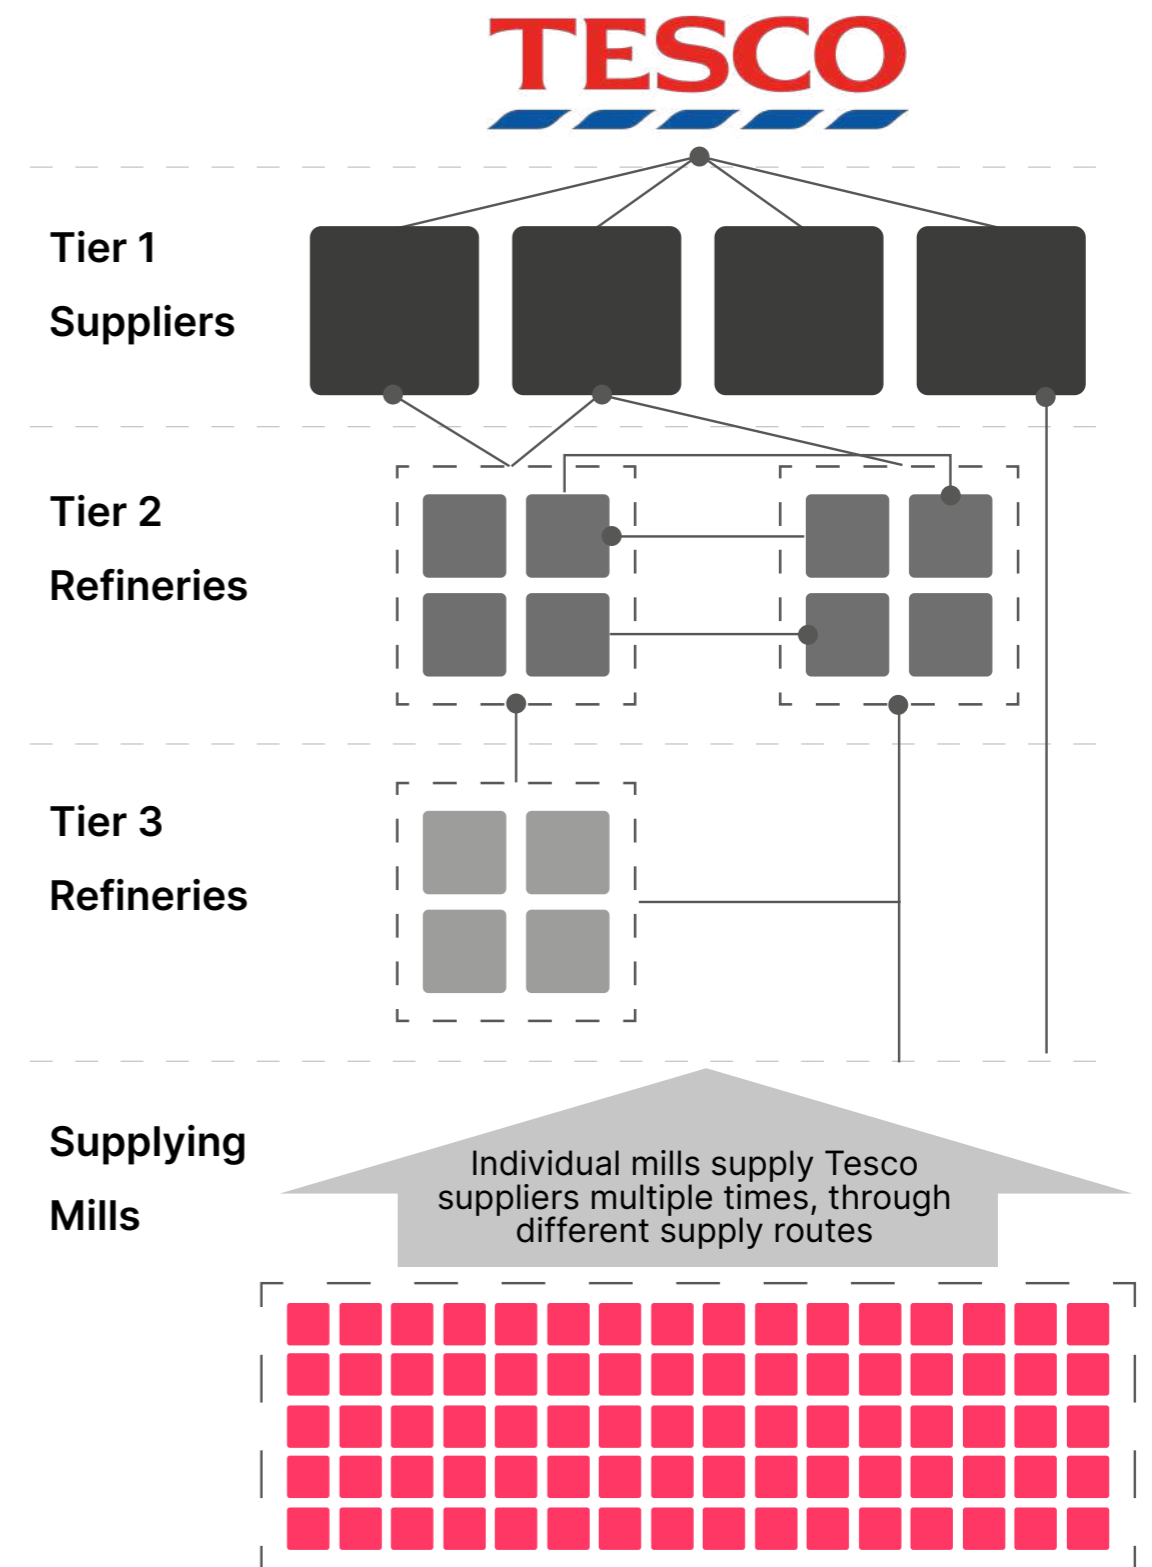 TESCO
Tier 1
Suppliers
Tier 2
Refineries
Tier 3
Refineries
Supplying
Mills
Individual mills supply Tesco
suppliers multiple times, through
different supply routes